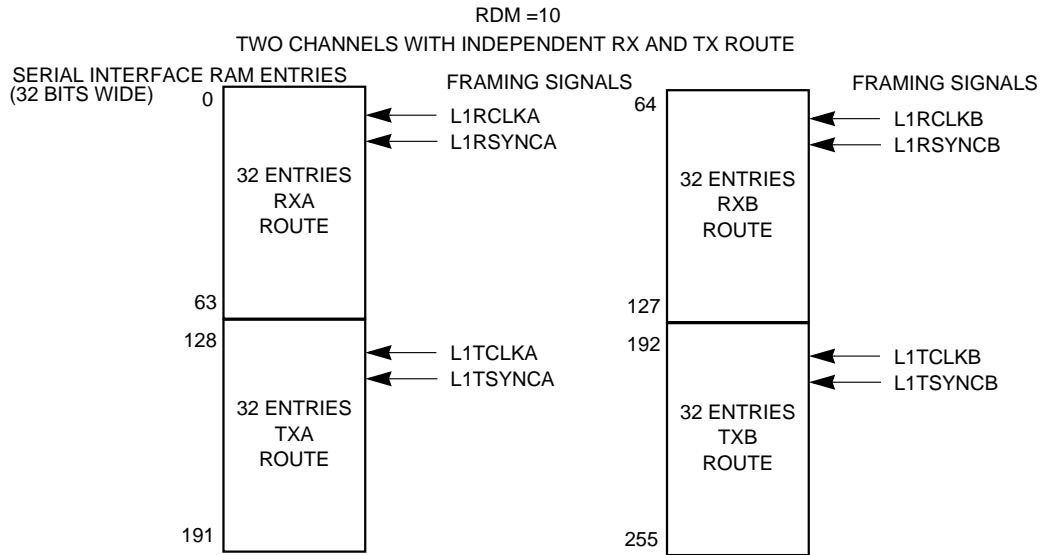 RDM =10
TWO CHANNELS WITH INDEPENDENT RX AND TX ROUTE
SERIAL INTERFACE RAM ENTRIES
(32 BITS WIDE)
FRAMING SIGNALS
0
L1RCLKA
L1RSYNCA
32 ENTRIES
RXA
ROUTE
63
128
L1TCLKA
L1TSYNCA
32 ENTRIES
TXA
ROUTE
191
FRAMING SIGNALS
64
L1RCLKB
L1RSYNCB
32 ENTRIES
RXB
ROUTE
127
192
L1TCLKB
L1TSYNCB
32 ENTRIES
TXB
ROUTE
255